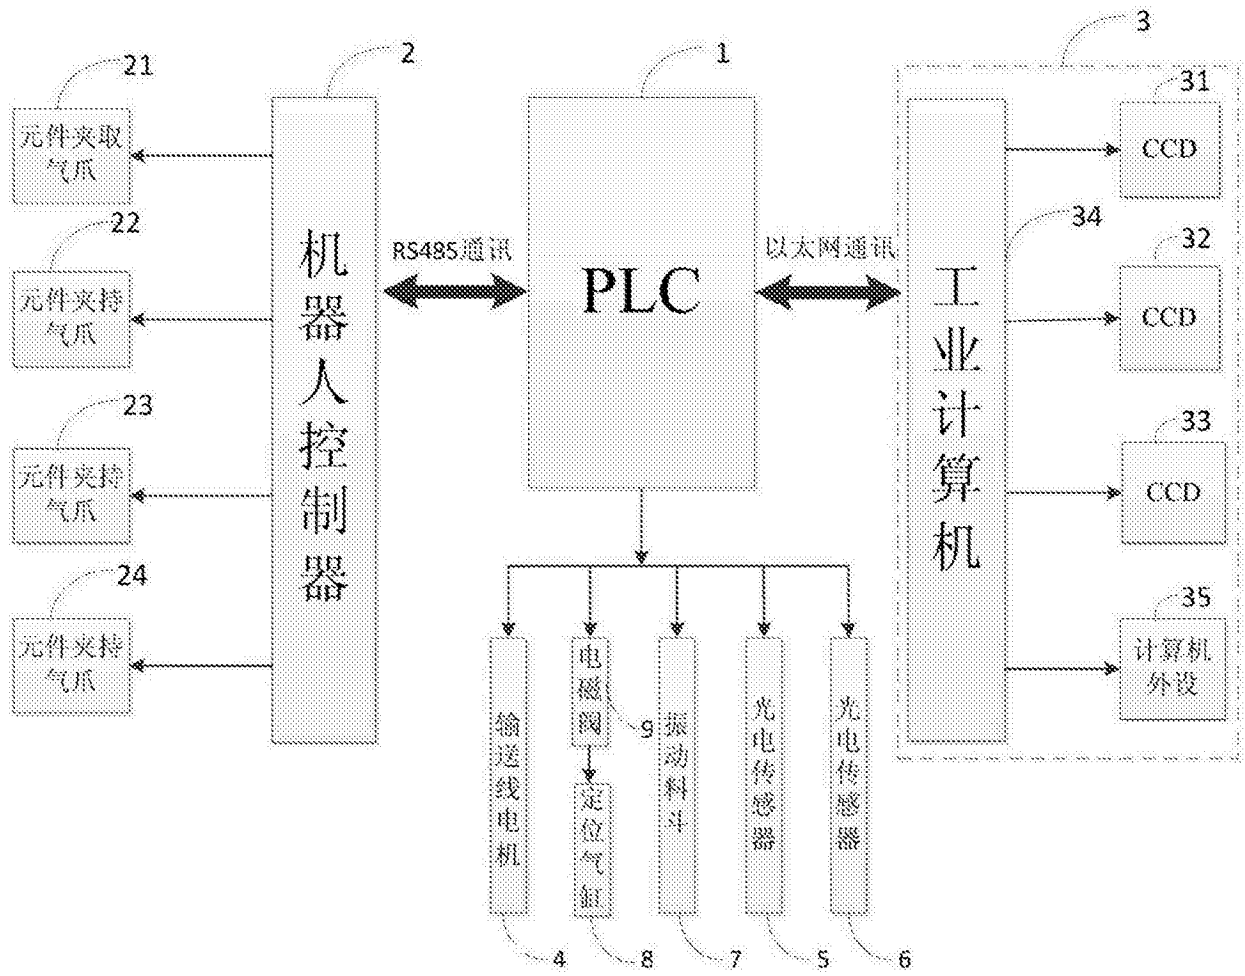 21
元件夹取
气爪
22
元件夹持
气爪
23
元件夹持
气爪
24
元件夹持
气爪
2
机器人控制器
RS485通讯
1
PLC
以太网通讯
3
工业计算机
34
31
CCD
32
CCD
33
CCD
35
计算机
外设
输送线电机
4
电磁阀
9
定位气缸
8
振动料斗
7
光电传感器
5
光电传感器
6